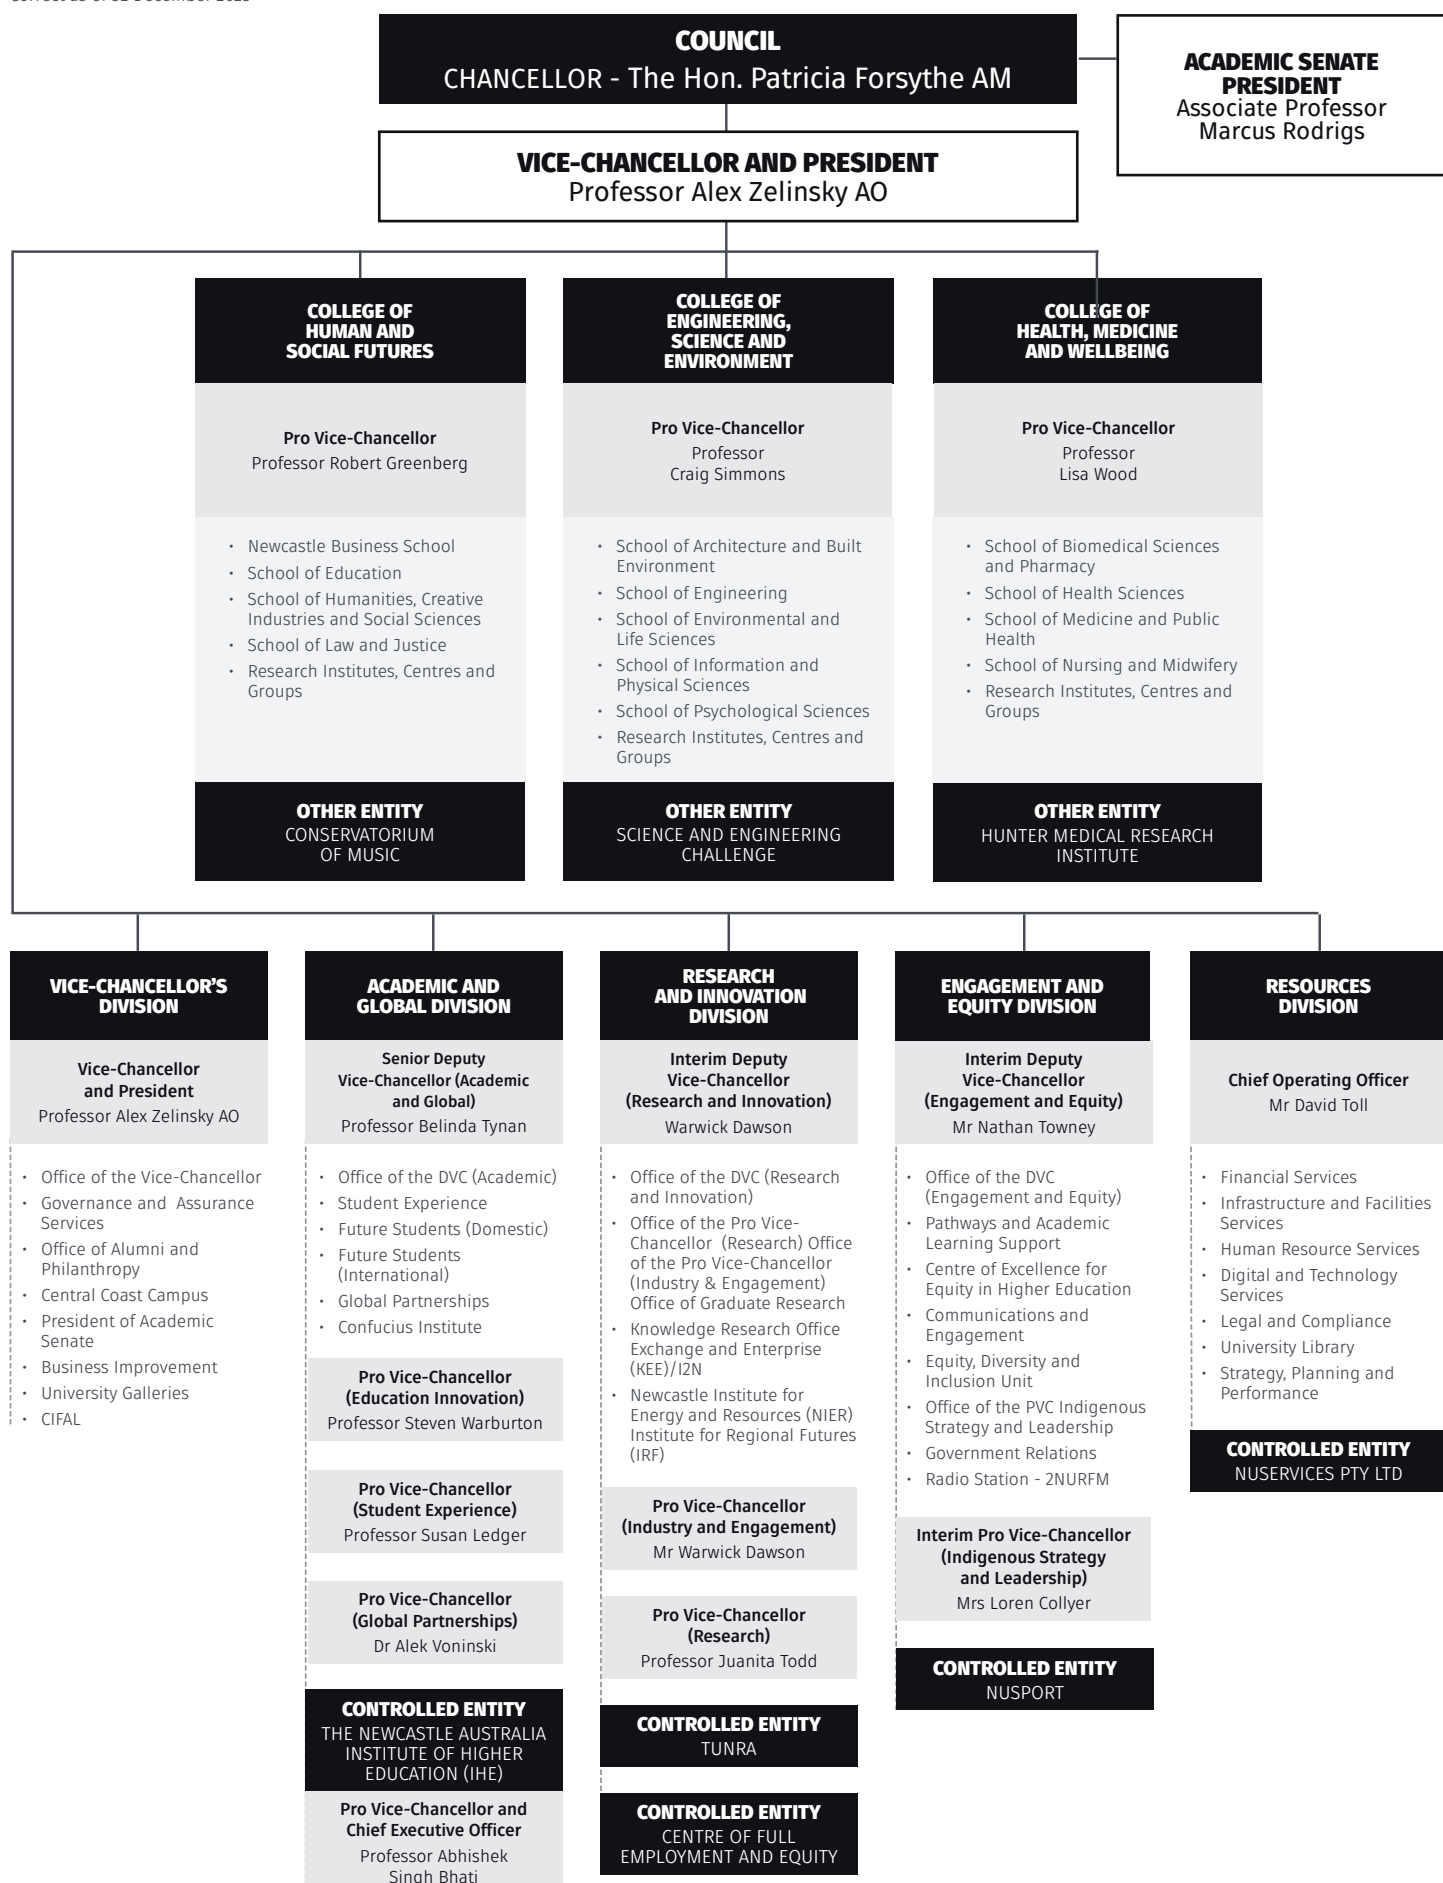 COUNCIL
CHANCELLOR - The Hon. Patricia Forsythe AM
ACADEMIC SENATE
PRESIDENT
Associate Professor
Marcus Rodrigs
VICE-CHANCELLOR AND PRESIDENT
Professor Alex Zelinsky AO
COLLEGE OF
HUMAN AND
SOCIAL FUTURES
Pro Vice-Chancellor
Professor Robert Greenberg
• Newcastle Business School
• School of Education
• School of Humanities, Creative
Industries and Social Sciences
• School of Law and Justice
• Research Institutes, Centres and
Groups
OTHER ENTITY
CONSERVATORIUM
OF MUSIC
COLLEGE OF
ENGINEERING,
SCIENCE AND
ENVIRONMENT
Pro Vice-Chancellor
Professor
Craig Simmons
• School of Architecture and Built
Environment
• School of Engineering
• School of Environmental and
Life Sciences
• School of Information and
Physical Sciences
• School of Psychological Sciences
• Research Institutes, Centres and
Groups
OTHER ENTITY
SCIENCE AND ENGINEERING
CHALLENGE
COLLEGE OF
HEALTH, MEDICINE
AND WELLBEING
Pro Vice-Chancellor
Professor
Lisa Wood
• School of Biomedical Sciences
and Pharmacy
• School of Health Sciences
• School of Medicine and Public
Health
• School of Nursing and Midwifery
• Research Institutes, Centres and
Groups
OTHER ENTITY
HUNTER MEDICAL RESEARCH
INSTITUTE
VICE-CHANCELLOR'S
DIVISION
Vice-Chancellor
and President
Professor Alex Zelinsky AO
• Office of the Vice-Chancellor
• Governance and Assurance
Services
• Office of Alumni and
Philanthropy
• Central Coast Campus
• President of Academic
Senate
• Business Improvement
• University Galleries
• CIFAL
ACADEMIC AND
GLOBAL DIVISION
Senior Deputy
Vice-Chancellor (Academic
and Global)
Professor Belinda Tynan
• Office of the DVC (Academic)
• Student Experience
• Future Students (Domestic)
• Future Students
(International)
• Global Partnerships
• Confucius Institute
Pro Vice-Chancellor
(Education Innovation)
Professor Steven Warburton
Pro Vice-Chancellor
(Student Experience)
Professor Susan Ledger
Pro Vice-Chancellor
(Global Partnerships)
Dr Alek Voninski
CONTROLLED ENTITY
THE NEWCASTLE AUSTRALIA
INSTITUTE OF HIGHER
EDUCATION (IHE)
Pro Vice-Chancellor and
Chief Executive Officer
Professor Abhishek
Singh Bhati
RESEARCH
AND INNOVATION
DIVISION
Interim Deputy
Vice-Chancellor
(Research and Innovation)
Warwick Dawson
• Office of the DVC (Research
and Innovation)
• Office of the Pro Vice-
Chancellor (Research) Office
of the Pro Vice-Chancellor
(Industry & Engagement)
Office of Graduate Research
• Knowledge Research Office
Exchange and Enterprise
(KEE)/I2N
• Newcastle Institute for
Energy and Resources (NIER)
Institute for Regional Futures
(IRF)
Pro Vice-Chancellor
(Industry and Engagement)
Mr Warwick Dawson
Pro Vice-Chancellor
(Research)
Professor Juanita Todd
CONTROLLED ENTITY
TUNRA
CONTROLLED ENTITY
CENTRE OF FULL
EMPLOYMENT AND EQUITY
ENGAGEMENT AND
EQUITY DIVISION
Interim Deputy
Vice-Chancellor
(Engagement and Equity)
Mr Nathan Towney
• Office of the DVC
(Engagement and Equity)
• Pathways and Academic
Learning Support
• Centre of Excellence for
Equity in Higher Education
• Communications and
Engagement
• Equity, Diversity and
Inclusion Unit
• Office of the PVC Indigenous
Strategy and Leadership
• Government Relations
• Radio Station - 2NURFM
Interim Pro Vice-Chancellor
(Indigenous Strategy
and Leadership)
Mrs Loren Collyer
CONTROLLED ENTITY
NUSPORT
RESOURCES
DIVISION
Chief Operating Officer
Mr David Toll
• Financial Services
• Infrastructure and Facilities
Services
• Human Resource Services
• Digital and Technology
Services
• Legal and Compliance
• University Library
• Strategy, Planning and
Performance
CONTROLLED ENTITY
NUSERVICES PTY LTD